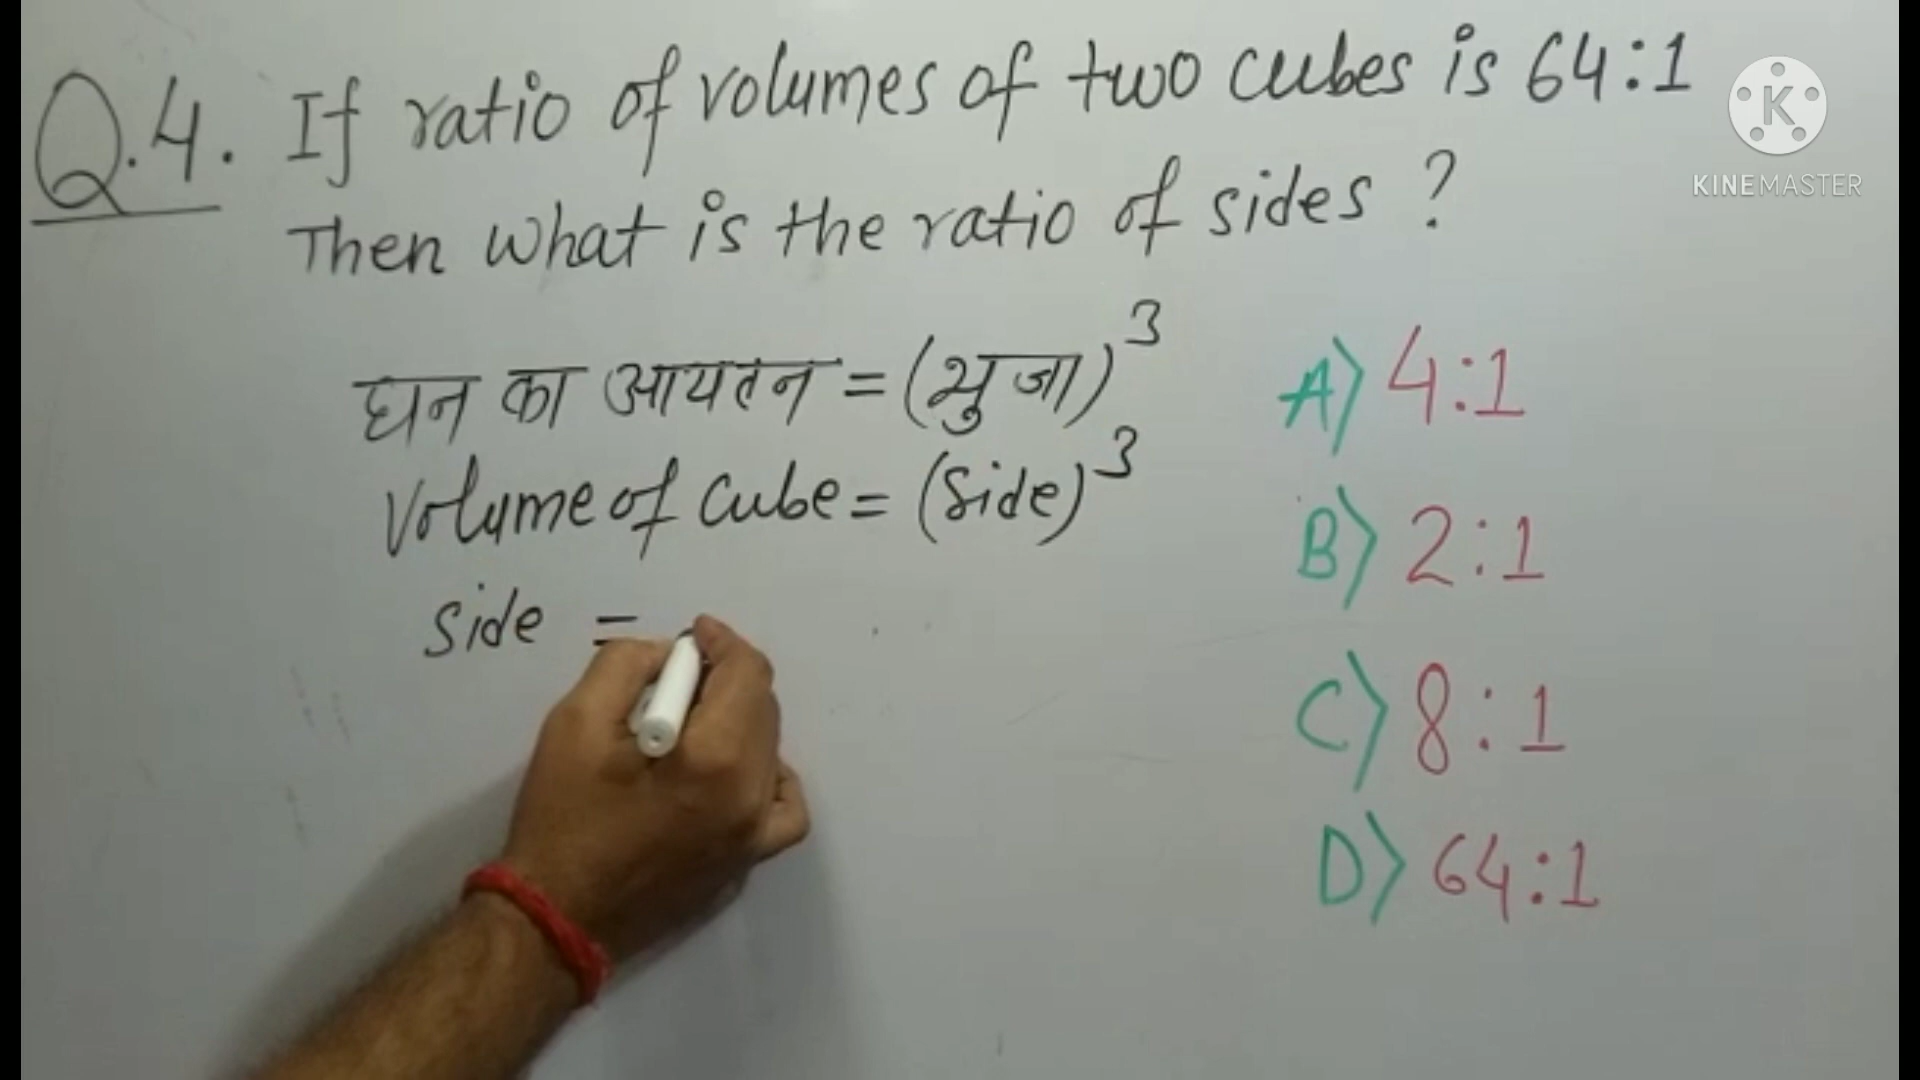 Q.4. If ratio of volumes of two cubes is 64:1
Then what is the ratio of sides ?
घन का आयतन = (भुजा)³
Volume of cube = (side)³
side =
A) 4:1
B) 2:1
C) 8:1
D) 64:1
K
KINEMASTER